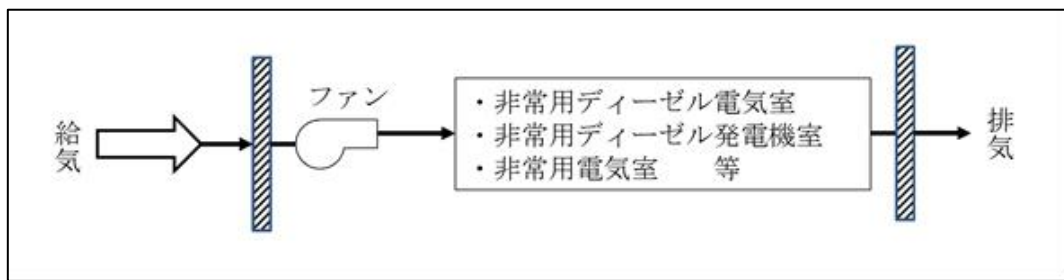 給気
ファン
・非常用ディーゼル電気室
・非常用ディーゼル発電機室
・非常用電気室　　等
排気